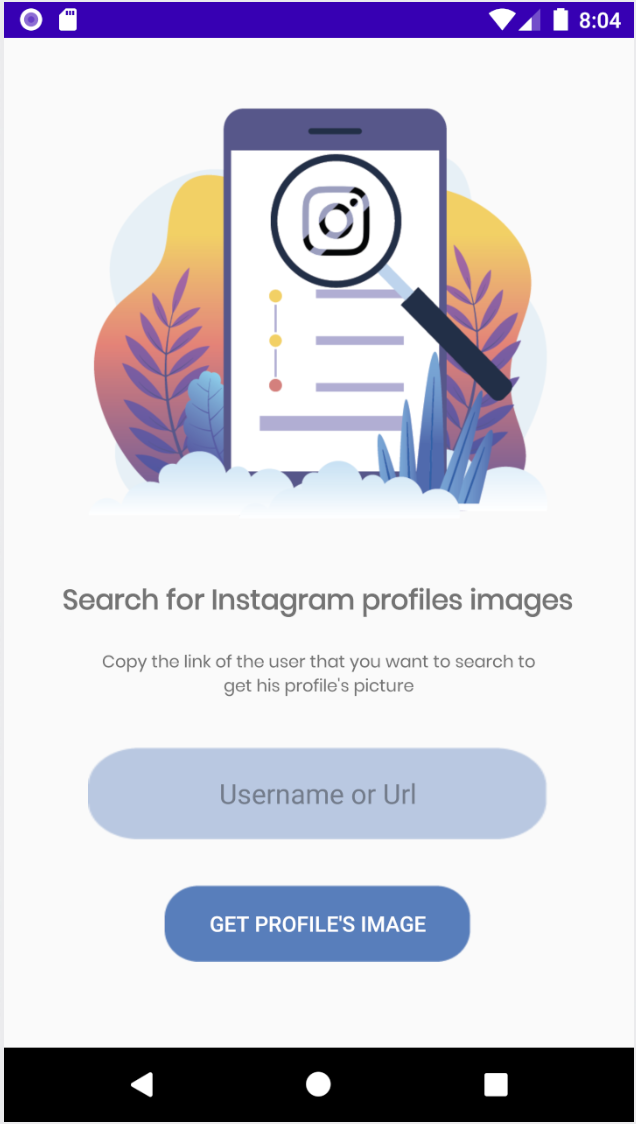 8:04
Search for Instagram profiles images
Copy the link of the user that you want to search to
get his profile's picture
Username or Url
GET PROFILE'S IMAGE